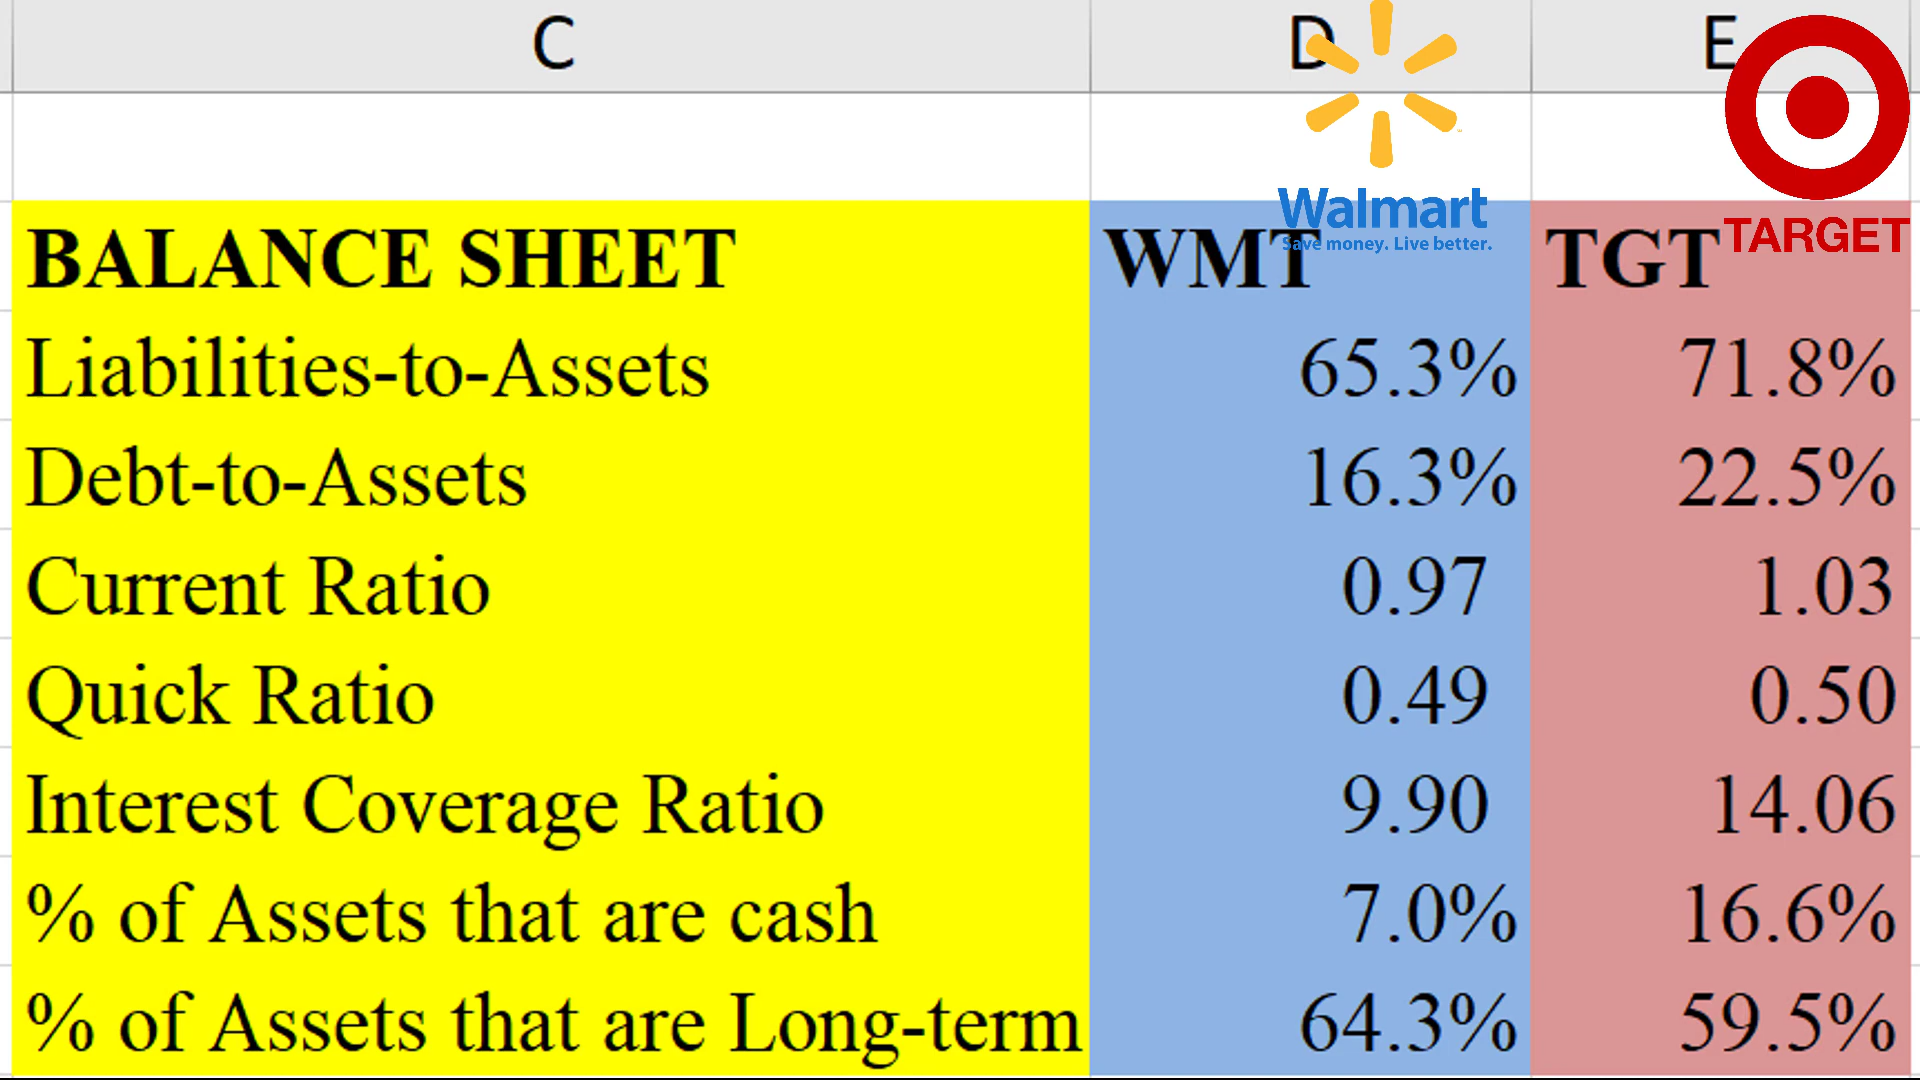 C D E
Walmart
Save money. Live better.
TARGET
BALANCE SHEET WMT TGT
Liabilities-to-Assets 65.3% 71.8%
Debt-to-Assets 16.3% 22.5%
Current Ratio 0.97 1.03
Quick Ratio 0.49 0.50
Interest Coverage Ratio 9.90 14.06
% of Assets that are cash 7.0% 16.6%
% of Assets that are Long-term 64.3% 59.5%